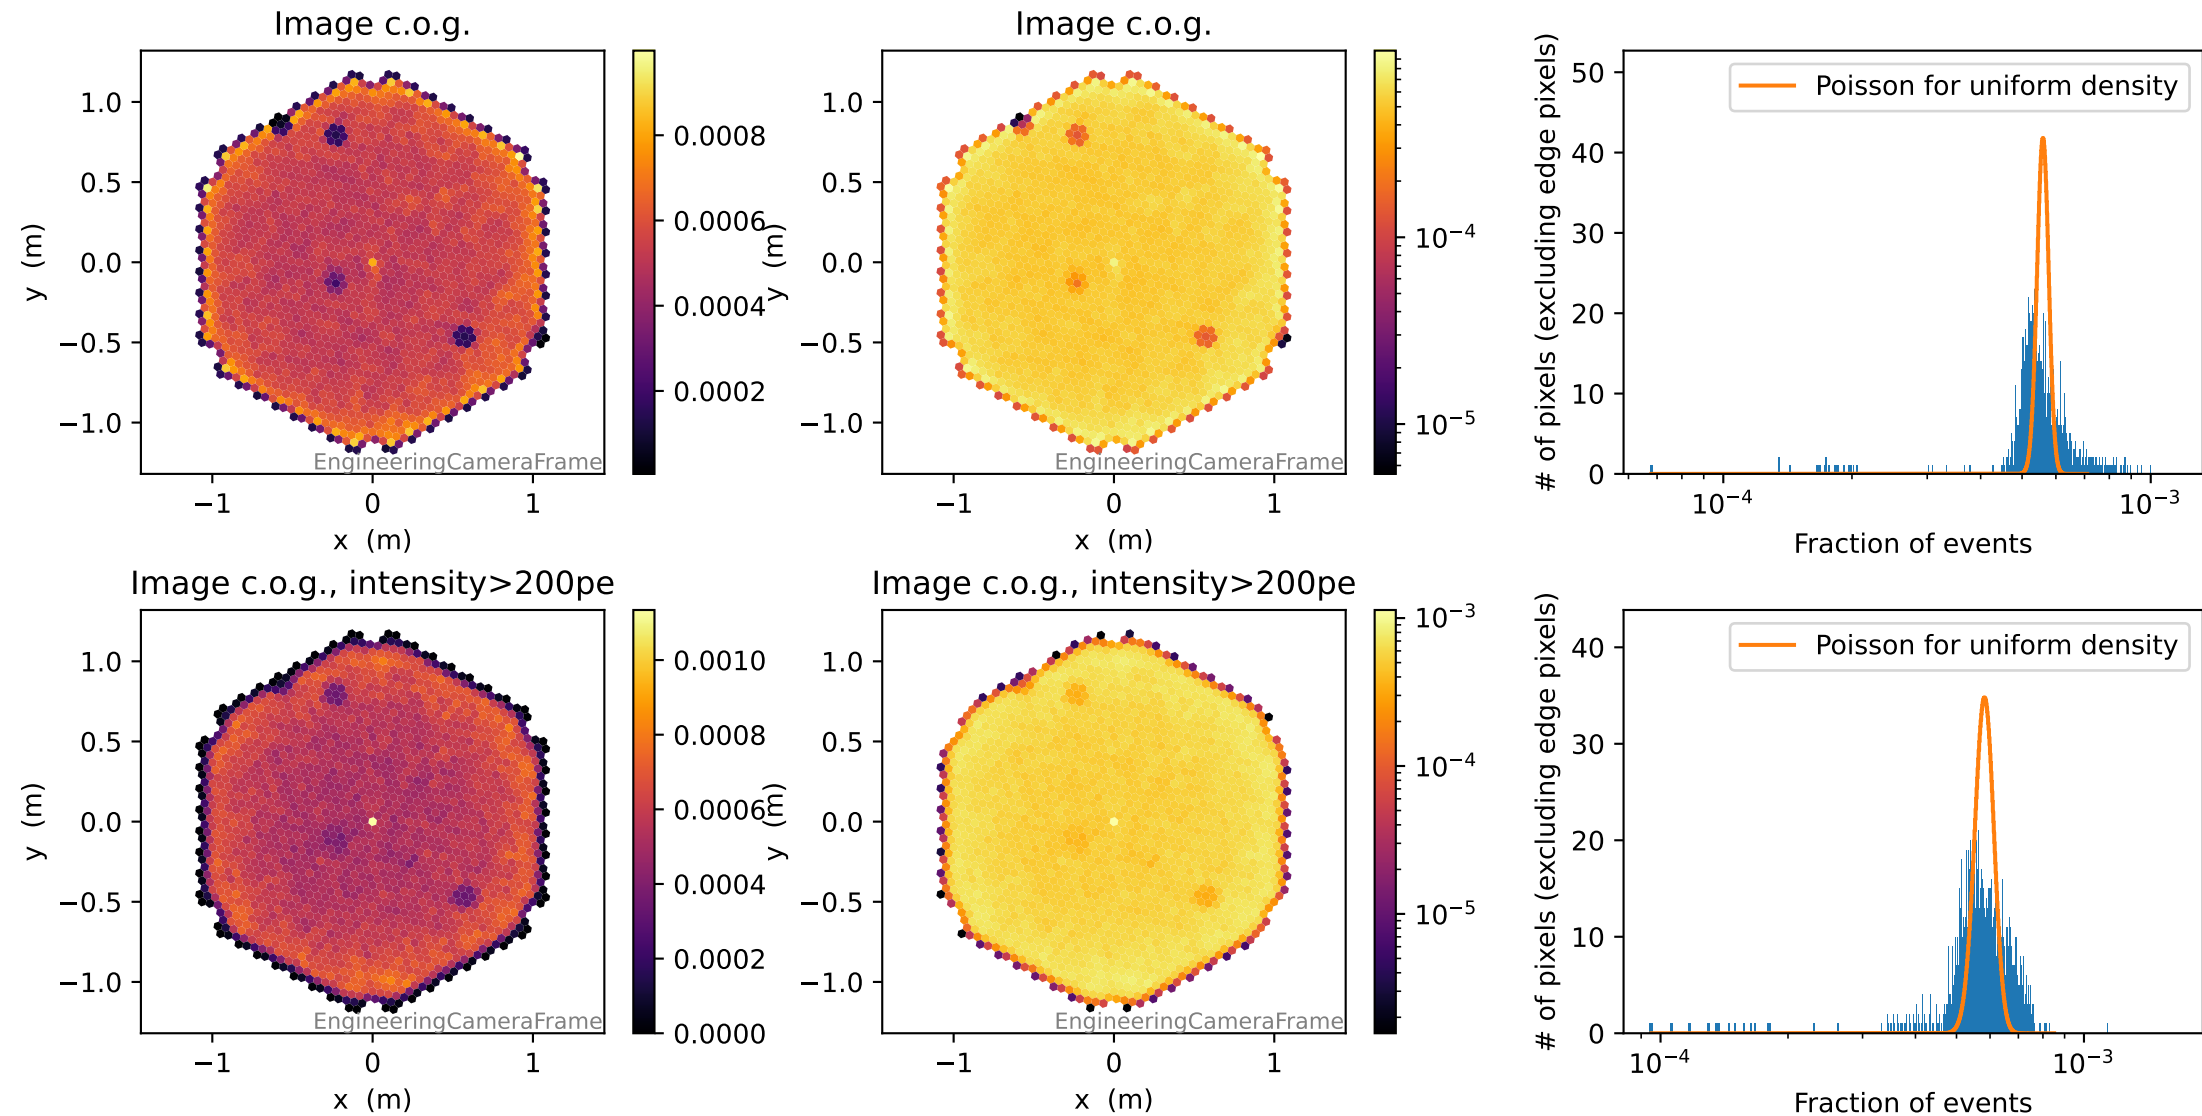 Image c.o.g.
1.0
0.5
0.0
−0.5
−1.0
y (m)
−1
0
1
x (m)
EngineeringCameraFrame
0.0008
0.0006
0.0004
0.0002
Image c.o.g.
1.0
0.5
0.0
−0.5
−1.0
y (m)
−1
0
1
x (m)
EngineeringCameraFrame
10⁻⁴
10⁻⁵
50
40
30
20
10
0
# of pixels (excluding edge pixels)
Poisson for uniform density
10⁻⁴
10⁻³
Fraction of events
Image c.o.g., intensity>200pe
1.0
0.5
0.0
−0.5
−1.0
y (m)
−1
0
1
x (m)
EngineeringCameraFrame
0.0010
0.0008
0.0006
0.0004
0.0002
0.0000
Image c.o.g., intensity>200pe
1.0
0.5
0.0
−0.5
−1.0
y (m)
−1
0
1
x (m)
EngineeringCameraFrame
10⁻³
10⁻⁴
10⁻⁵
40
30
20
10
0
# of pixels (excluding edge pixels)
Poisson for uniform density
10⁻⁴
10⁻³
Fraction of events